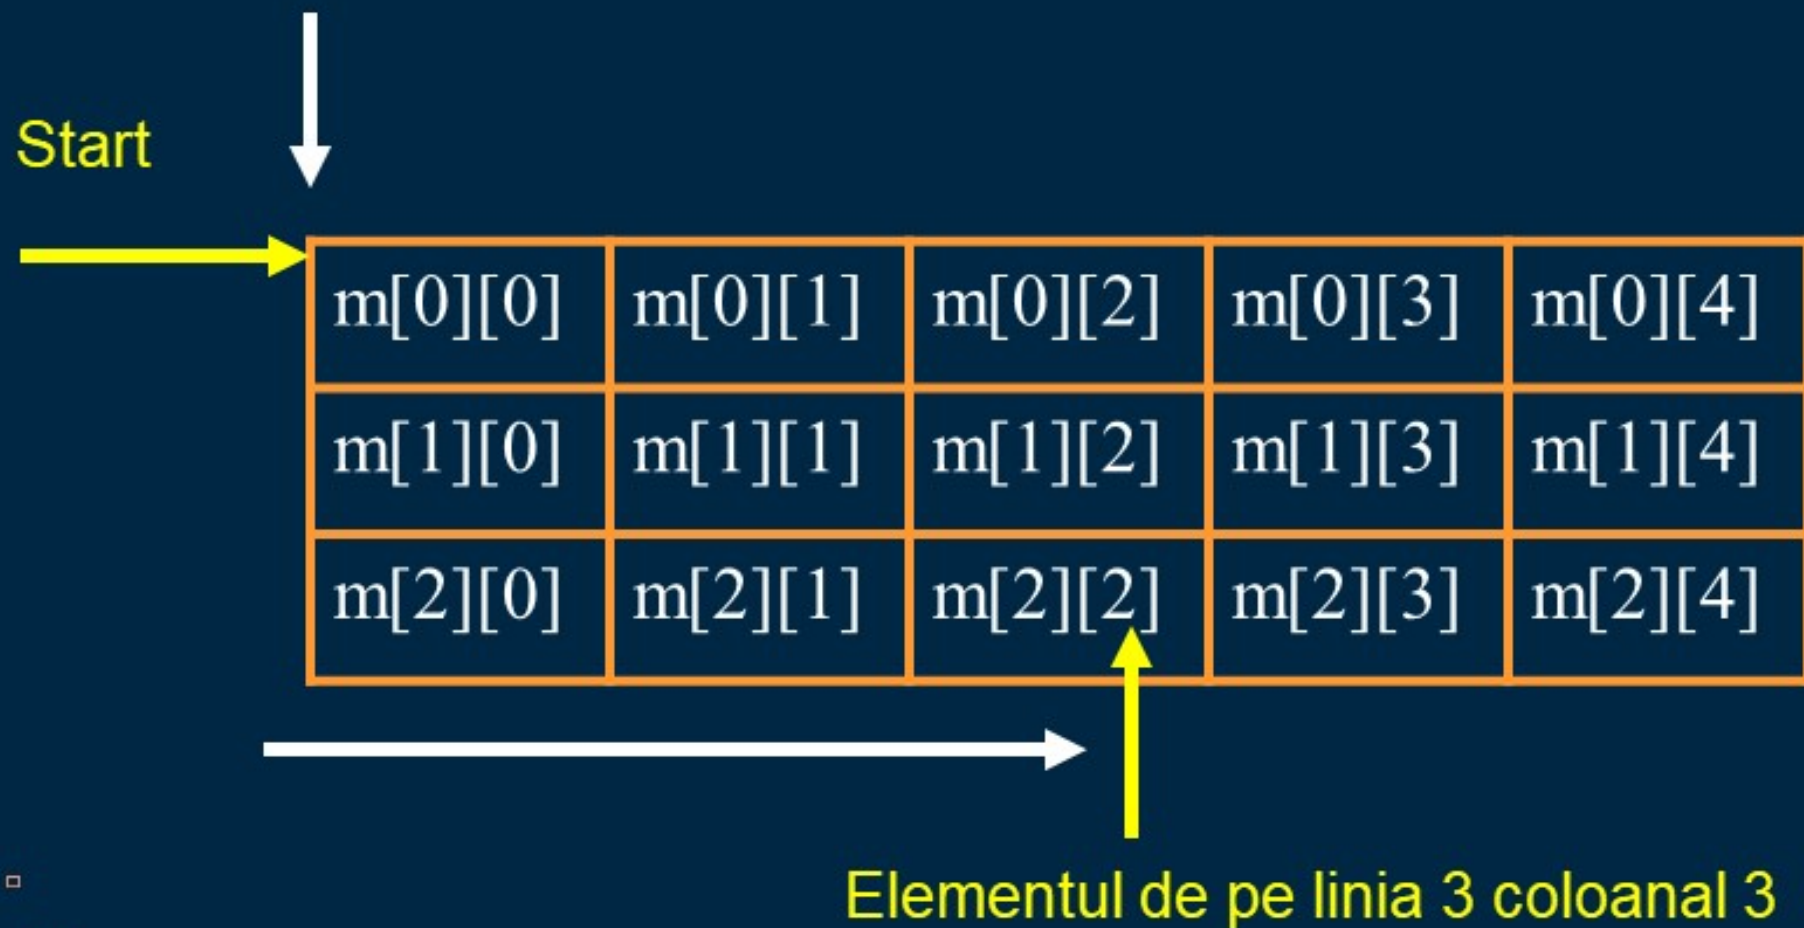 Start
m[0][0] m[0][1] m[0][2] m[0][3] m[0][4]
m[1][0] m[1][1] m[1][2] m[1][3] m[1][4]
m[2][0] m[2][1] m[2][2] m[2][3] m[2][4]
Elementul de pe linia 3 coloanal 3